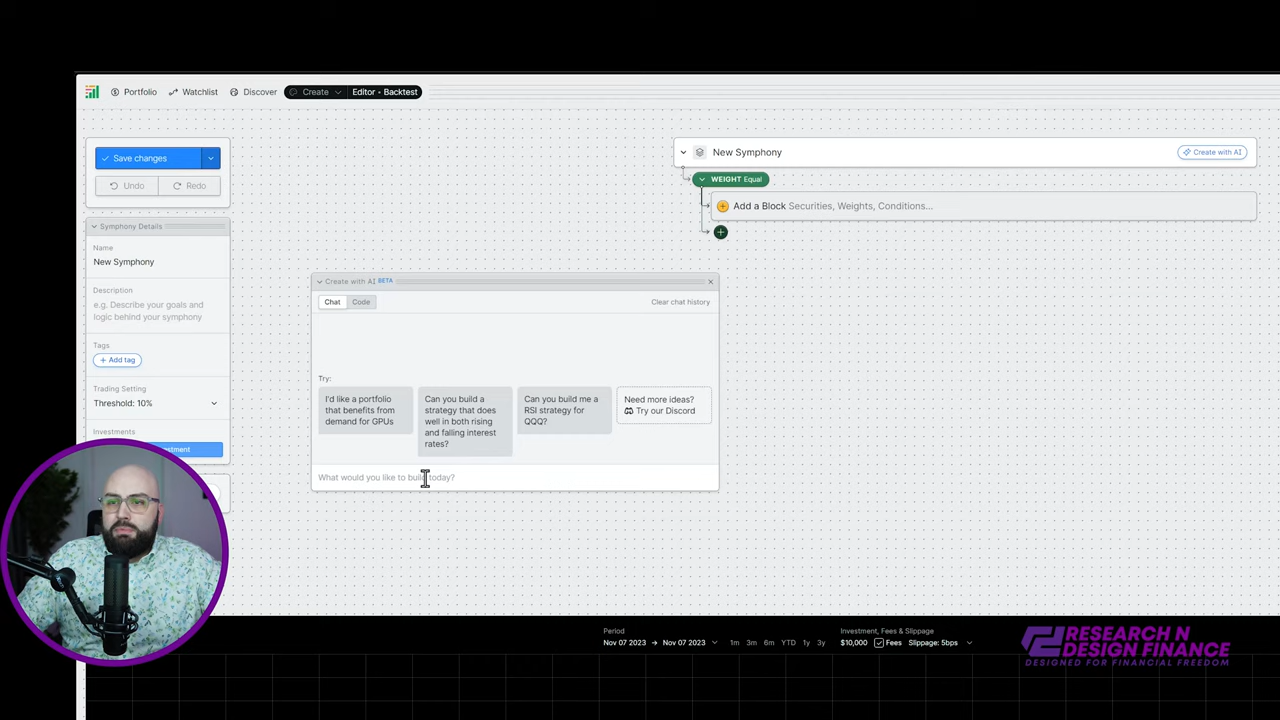 Portfolio
Watchlist
Discover
Create
Editor • Backtest
Save changes
Undo
Redo
Symphony Details
Name
New Symphony
Description
e.g. Describe your goals and
logic behind your symphony
Tags
+ Add tag
Trading Setting
Threshold: 10%
Investments
New Symphony
Create with AI
WEIGHT Equal
Add a Block Securities, Weights, Conditions...
Create with AI BETA
Chat
Code
Clear chat history
Try:
I'd like a portfolio
that benefits from
demand for GPUs
Can you build a
strategy that does
well in both rising
and falling interest
rates?
Can you build me a
RSI strategy for
QQQ?
Need more ideas?
Try our Discord
What would you like to build today?
Period
Nov 07 2023 → Nov 07 2023
1m 3m 6m YTD 1y 3y
Investment, Fees & Slippage
$10,000 Fees Slippage: 5bps
RESEARCH N
DESIGN FINANCE
DESIGNED FOR FINANCIAL FREEDOM